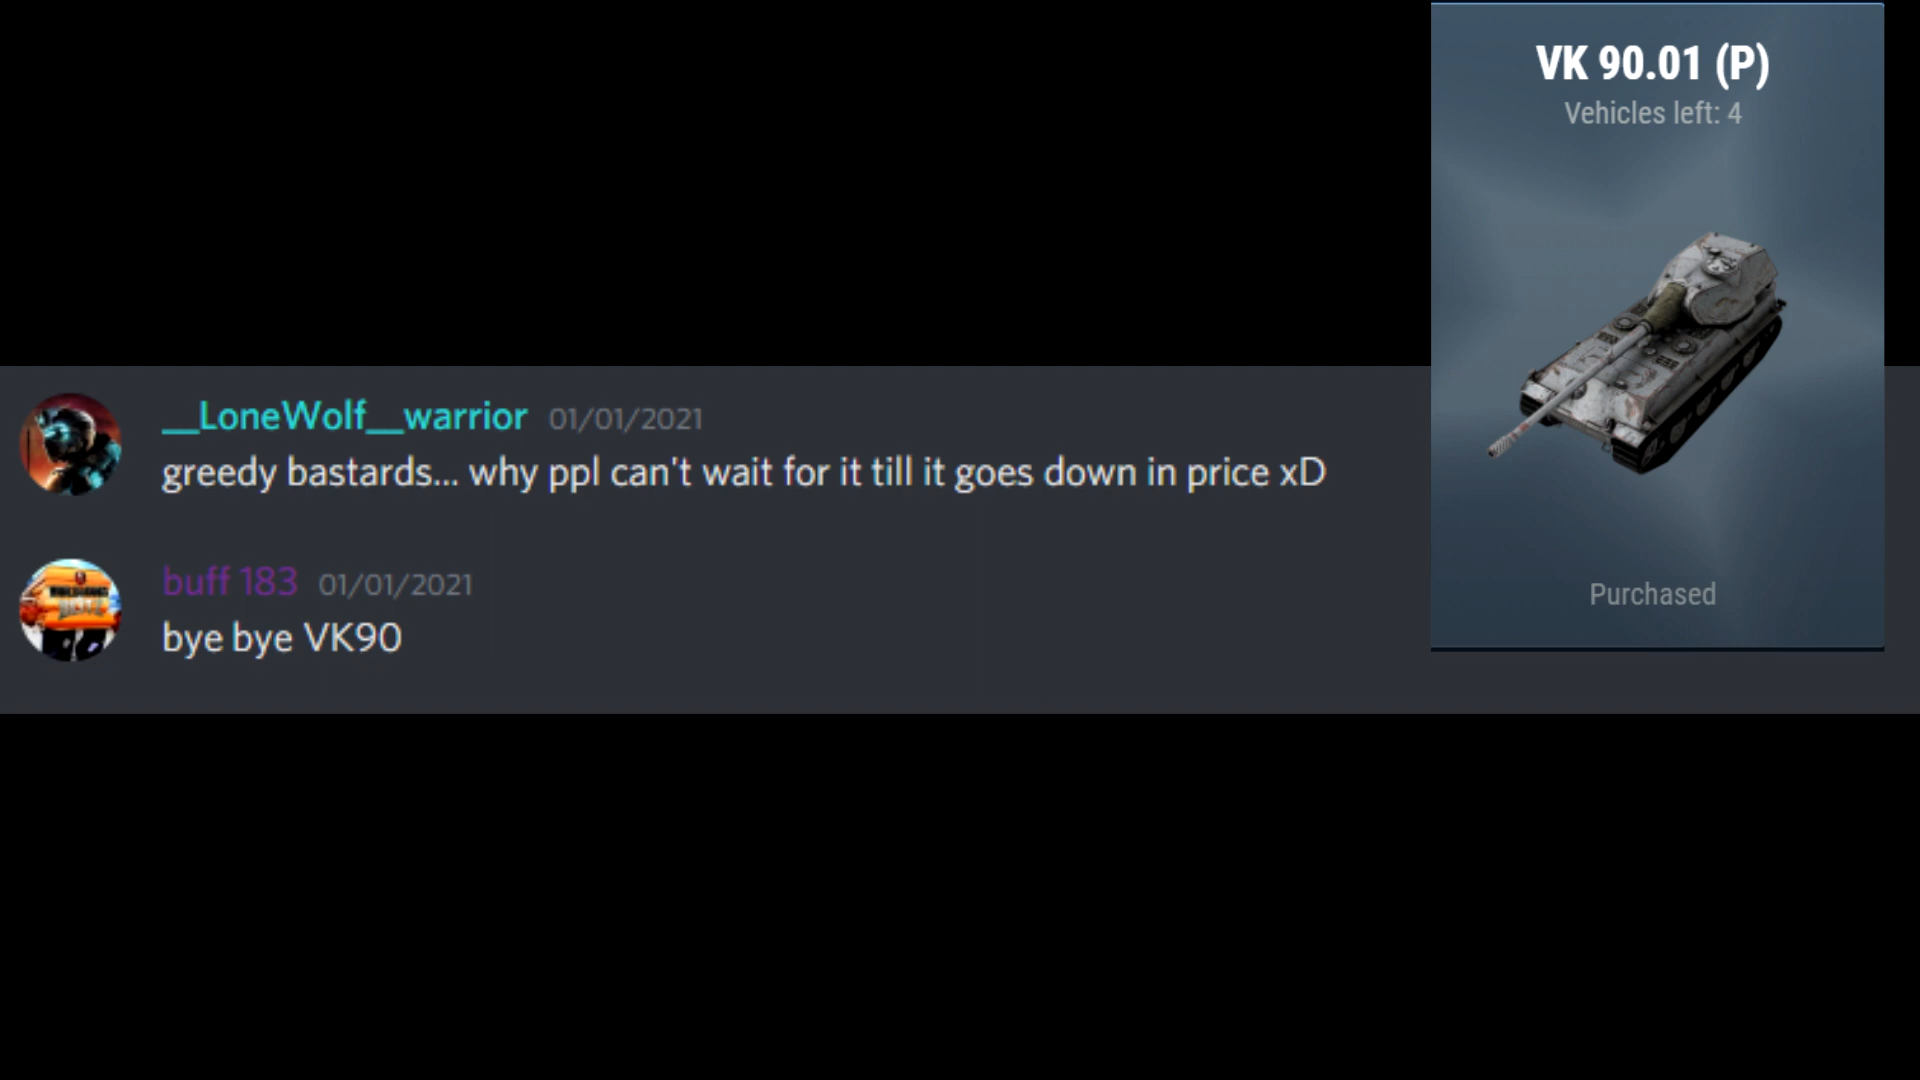 VK 90.01 (P)
Vehicles left: 4
__LoneWolf__warrior 01/01/2021
greedy bastards... why ppl can't wait for it till it goes down in price xD
buff 183 01/01/2021
bye bye VK90
Purchased